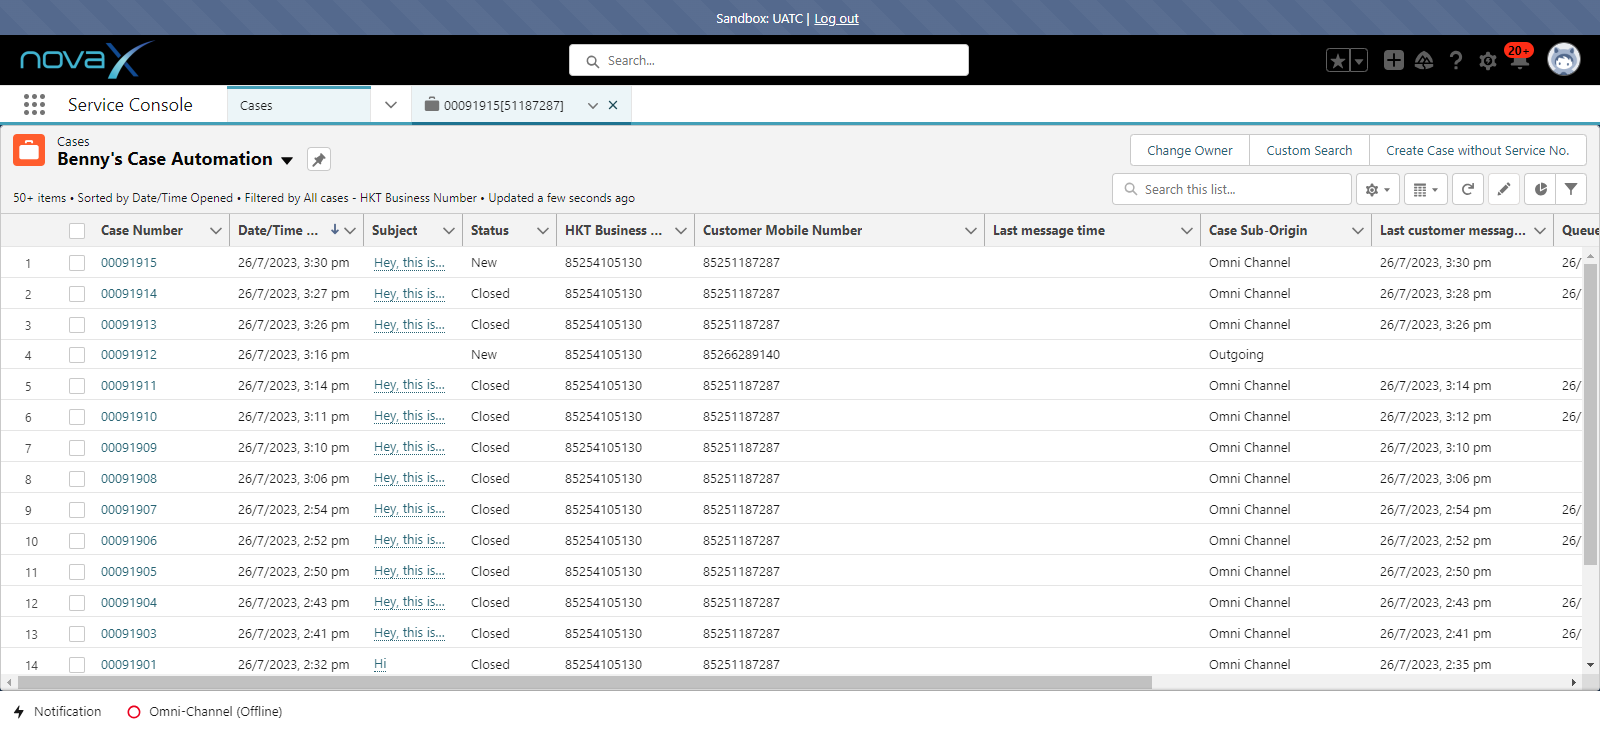 Sandbox: UATC | Log out
novaX
Search...
20+
Service Console
Cases
00091915[51187287]
Cases
Benny's Case Automation
Change Owner
Custom Search
Create Case without Service No.
50+ items • Sorted by Date/Time Opened • Filtered by All cases - HKT Business Number • Updated a few seconds ago
Search this list...
Case Number Date/Time ... Subject Status HKT Business ... Customer Mobile Number Last message time Case Sub-Origin Last customer messag... Queue
1 00091915 26/7/2023, 3:30 pm Hey, this is... New 85254105130 85251187287 Omni Channel 26/7/2023, 3:30 pm 26/
2 00091914 26/7/2023, 3:27 pm Hey, this is... Closed 85254105130 85251187287 Omni Channel 26/7/2023, 3:28 pm 26/
3 00091913 26/7/2023, 3:26 pm Hey, this is... Closed 85254105130 85251187287 Omni Channel 26/7/2023, 3:26 pm
4 00091912 26/7/2023, 3:16 pm New 85254105130 85266289140 Outgoing
5 00091911 26/7/2023, 3:14 pm Hey, this is... Closed 85254105130 85251187287 Omni Channel 26/7/2023, 3:14 pm 26/
6 00091910 26/7/2023, 3:11 pm Hey, this is... Closed 85254105130 85251187287 Omni Channel 26/7/2023, 3:12 pm 26/
7 00091909 26/7/2023, 3:10 pm Hey, this is... Closed 85254105130 85251187287 Omni Channel 26/7/2023, 3:10 pm
8 00091908 26/7/2023, 3:06 pm Hey, this is... Closed 85254105130 85251187287 Omni Channel 26/7/2023, 3:06 pm
9 00091907 26/7/2023, 2:54 pm Hey, this is... Closed 85254105130 85251187287 Omni Channel 26/7/2023, 2:54 pm 26/
10 00091906 26/7/2023, 2:52 pm Hey, this is... Closed 85254105130 85251187287 Omni Channel 26/7/2023, 2:52 pm 26/
11 00091905 26/7/2023, 2:50 pm Hey, this is... Closed 85254105130 85251187287 Omni Channel 26/7/2023, 2:50 pm
12 00091904 26/7/2023, 2:43 pm Hey, this is... Closed 85254105130 85251187287 Omni Channel 26/7/2023, 2:43 pm 26/
13 00091903 26/7/2023, 2:41 pm Hey, this is... Closed 85254105130 85251187287 Omni Channel 26/7/2023, 2:41 pm 26/
14 00091901 26/7/2023, 2:32 pm Hi Closed 85254105130 85251187287 Omni Channel 26/7/2023, 2:35 pm
Notification
Omni-Channel (Offline)